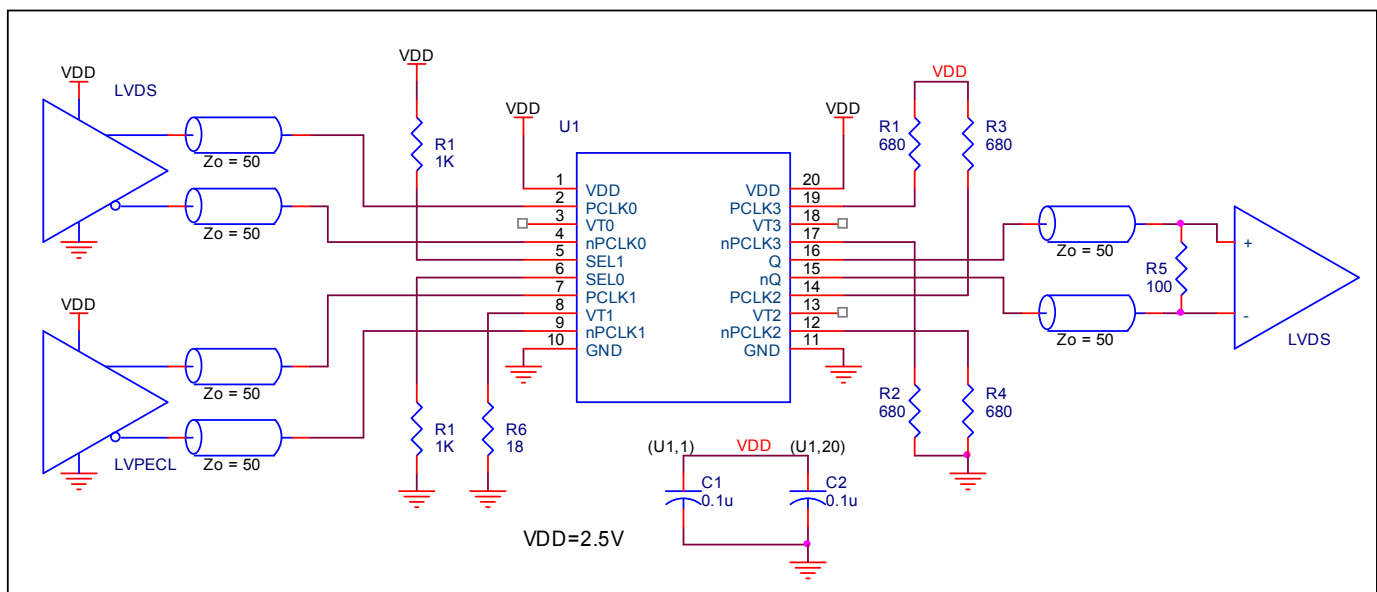 VDD
LVDS
Zo = 50
Zo = 50
VDD
LVPECL
Zo = 50
Zo = 50
VDD
R1
1K
R1
1K
R6
18
VDD
U1
1 VDD
2 PCLK0
3 VT0
4 nPCLK0
5 SEL1
6 SEL0
7 PCLK1
8 VT1
9 nPCLK1
10 GND
VDD 20
PCLK3 19
VT3 18
nPCLK3 17
Q 16
nQ 15
PCLK2 14
VT2 13
nPCLK2 12
GND 11
VDD
VDD
R1
680
R3
680
R2
680
R4
680
Zo = 50
Zo = 50
R5
100
+
-
LVDS
(U1,1) VDD (U1,20)
C1
0.1u
C2
0.1u
VDD=2.5V